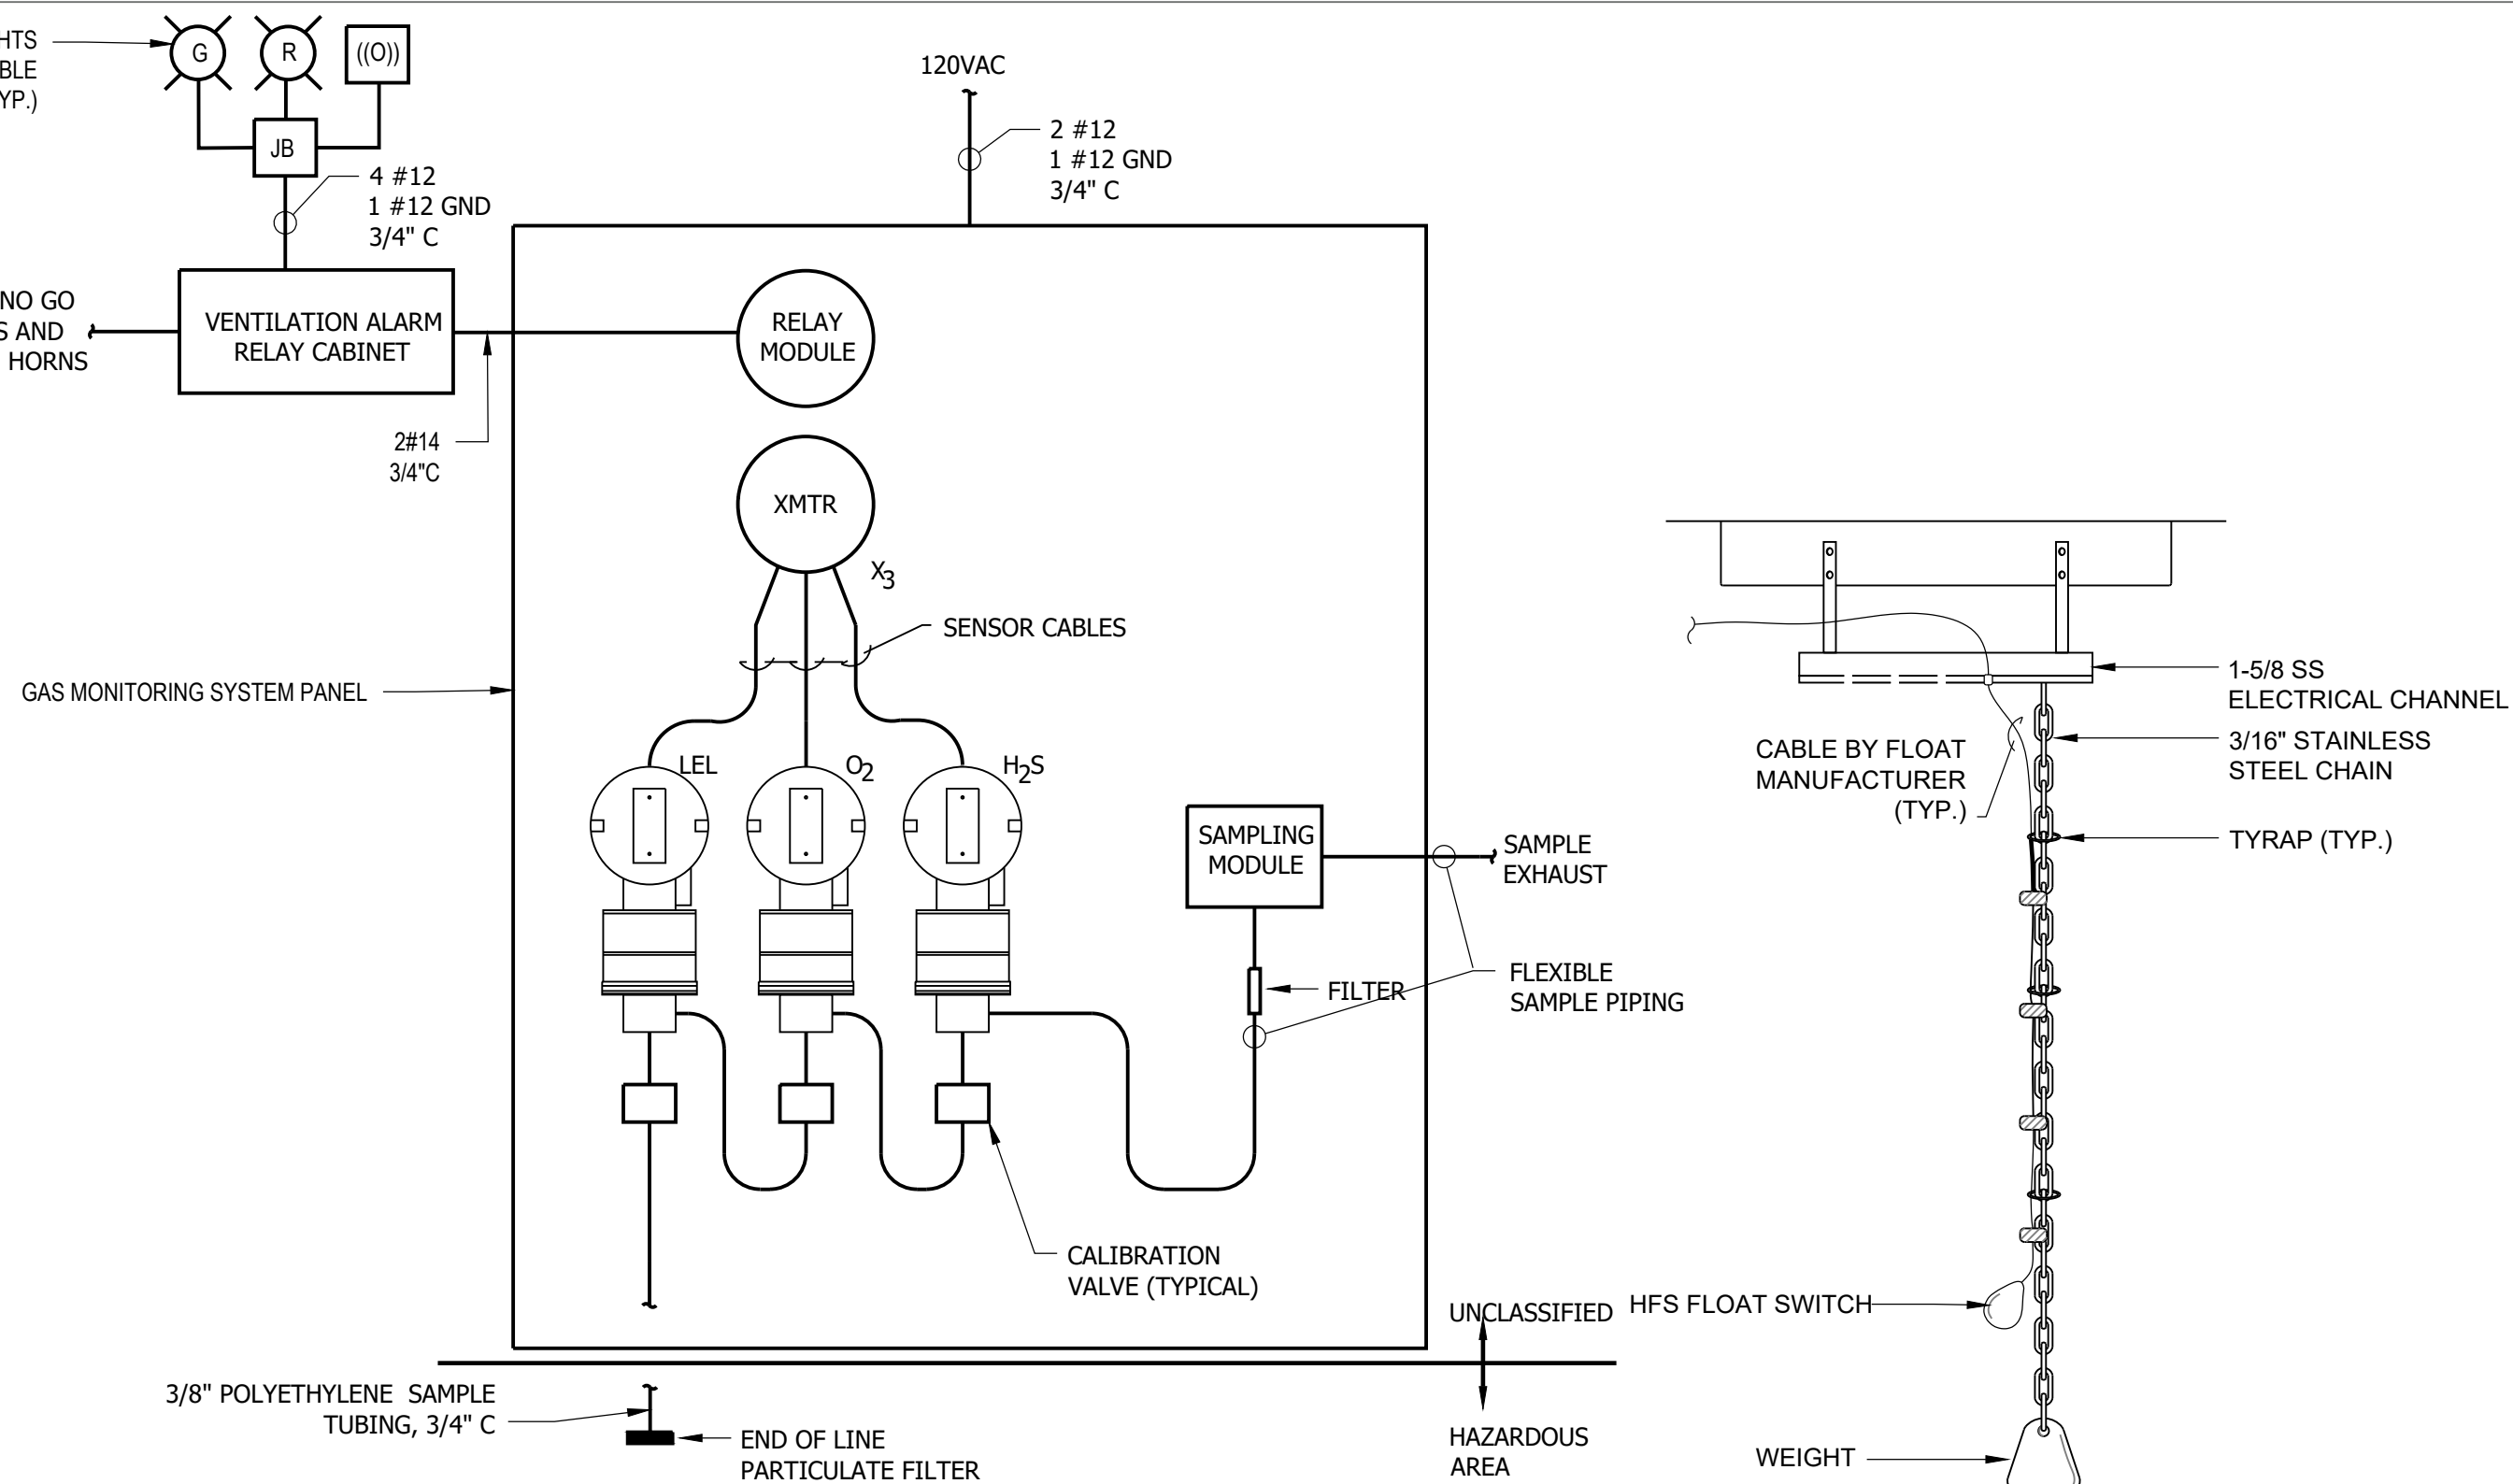 HTS
BLE
YP.)
G
R
((O))
JB
4 #12
1 #12 GND
3/4" C
120VAC
2 #12
1 #12 GND
3/4" C
NO GO
S AND
HORNS
VENTILATION ALARM
RELAY CABINET
2#14
3/4"C
RELAY
MODULE
XMTR
X3
SENSOR CABLES
GAS MONITORING SYSTEM PANEL
LEL
O2
H2S
SAMPLING
MODULE
SAMPLE
EXHAUST
FILTER
FLEXIBLE
SAMPLE PIPING
CALIBRATION
VALVE (TYPICAL)
UNCLASSIFIED
HAZARDOUS
AREA
3/8" POLYETHYLENE SAMPLE
TUBING, 3/4" C
END OF LINE
PARTICULATE FILTER
1-5/8 SS
ELECTRICAL CHANNEL
3/16" STAINLESS
STEEL CHAIN
CABLE BY FLOAT
MANUFACTURER
(TYP.)
TYRAP (TYP.)
HFS FLOAT SWITCH
WEIGHT